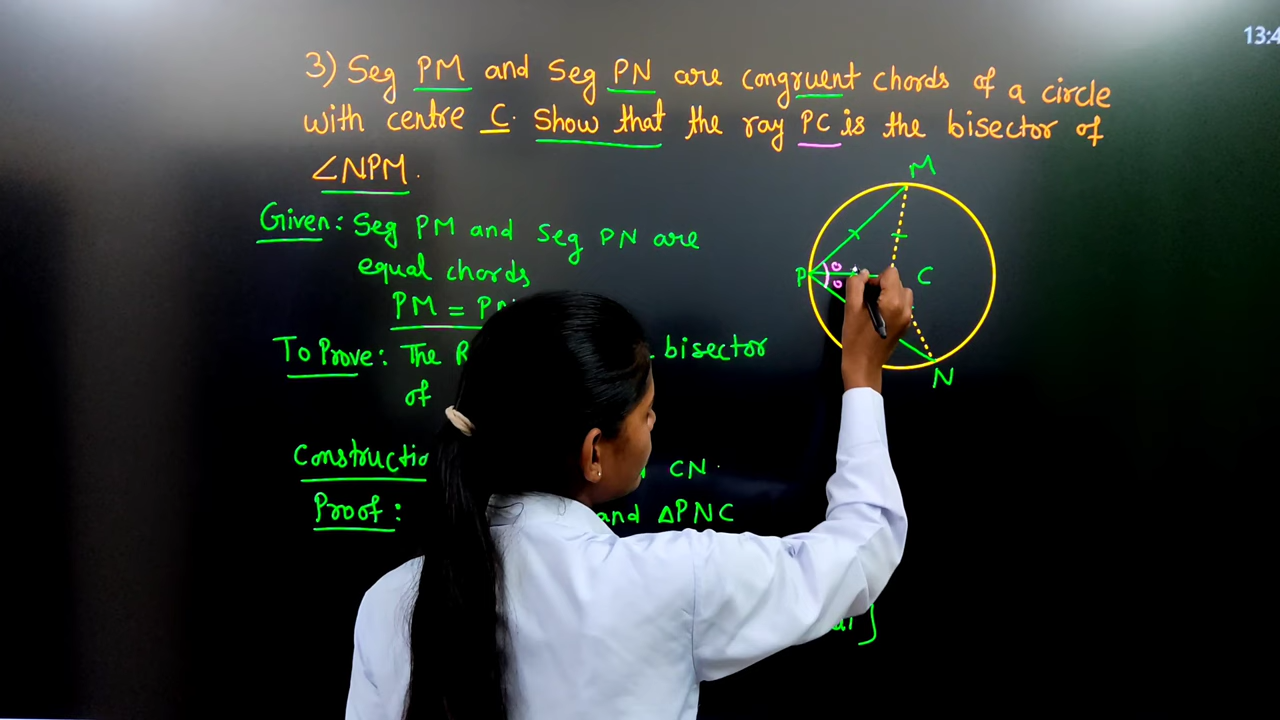 3) Seg PM and Seg PN are congruent chords of a circle
with centre C. Show that the ray PC is the bisector of
∠NPM.
Given: Seg PM and Seg PN are
equal chords
PM = PN
To Prove: The bisector
of
Construction CN.
Proof: and ΔPNC
M
P
C
N
13:4